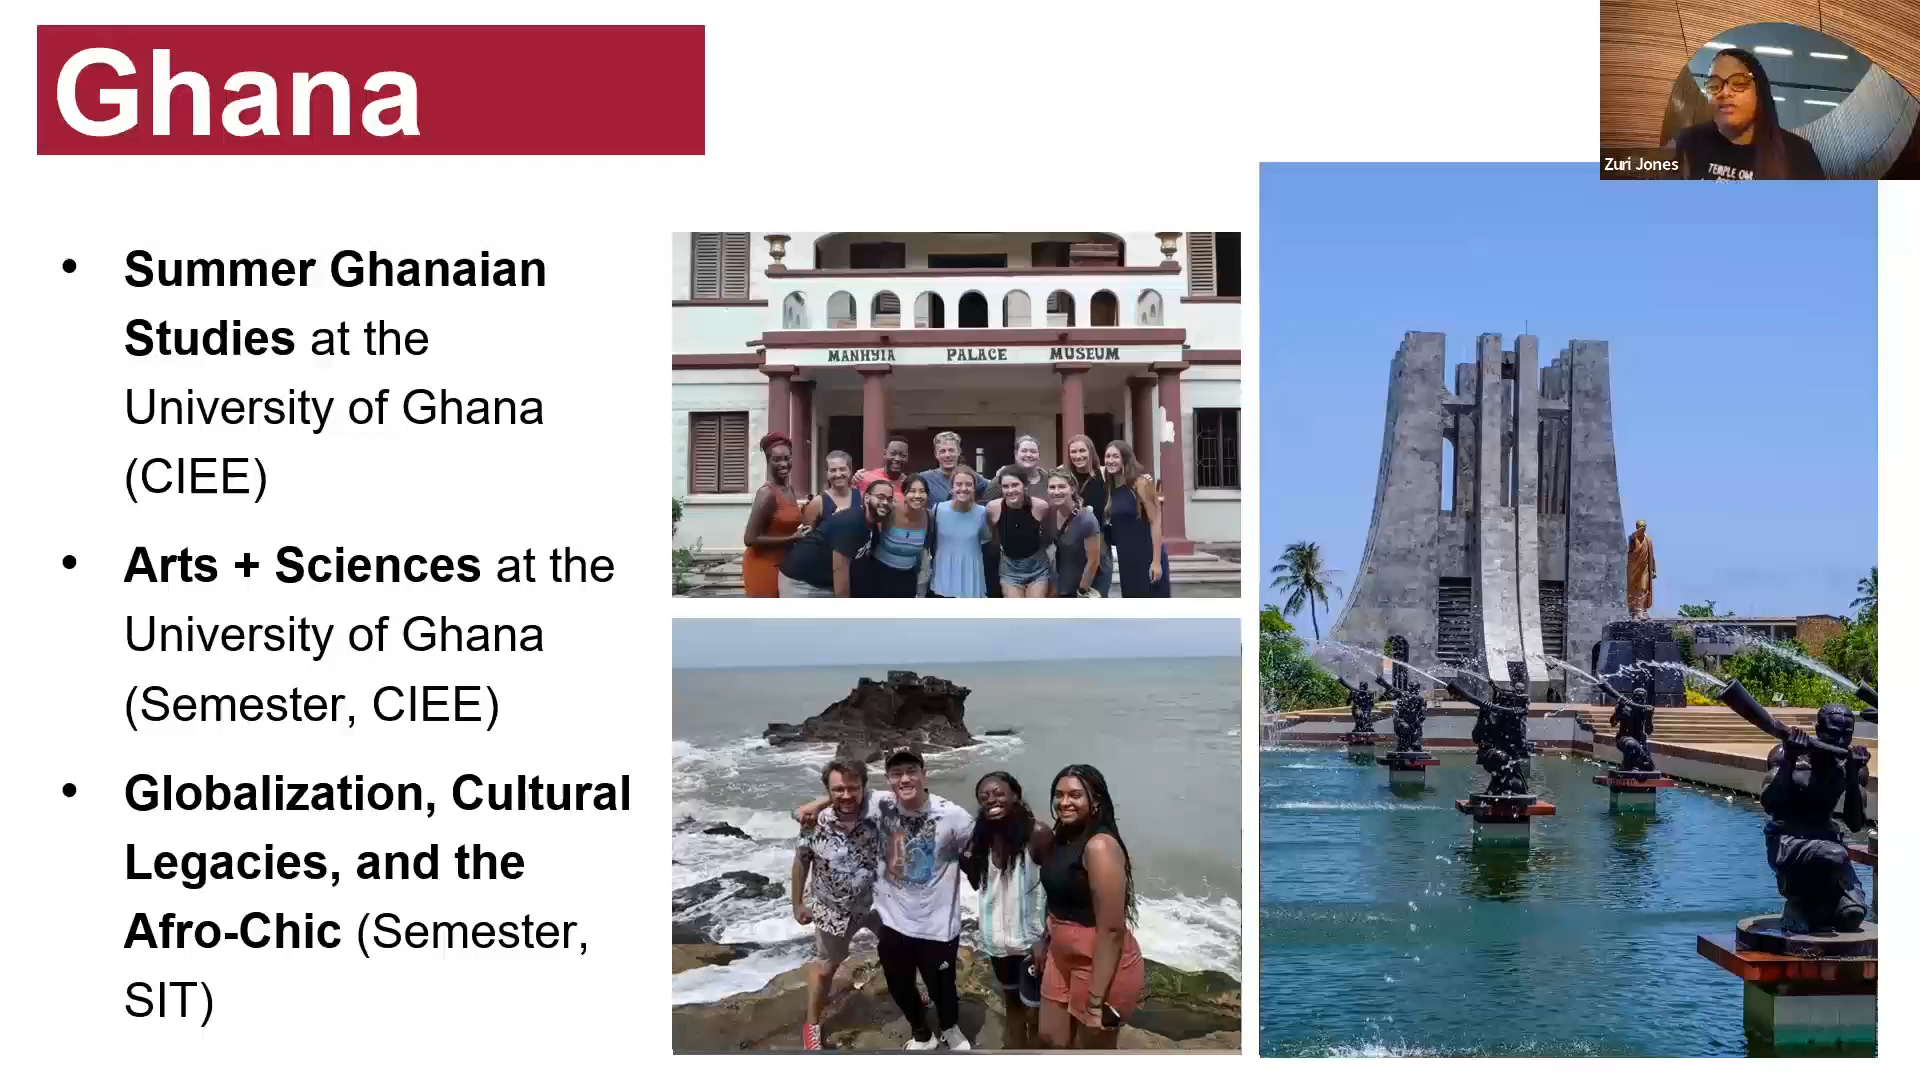 Ghana
Zuri Jones
TEMPLE
• Summer Ghanaian
Studies at the
University of Ghana
(CIEE)
• Arts + Sciences at the
University of Ghana
(Semester, CIEE)
• Globalization, Cultural
Legacies, and the
Afro-Chic (Semester,
SIT)
MANHYIA PALACE MUSEUM